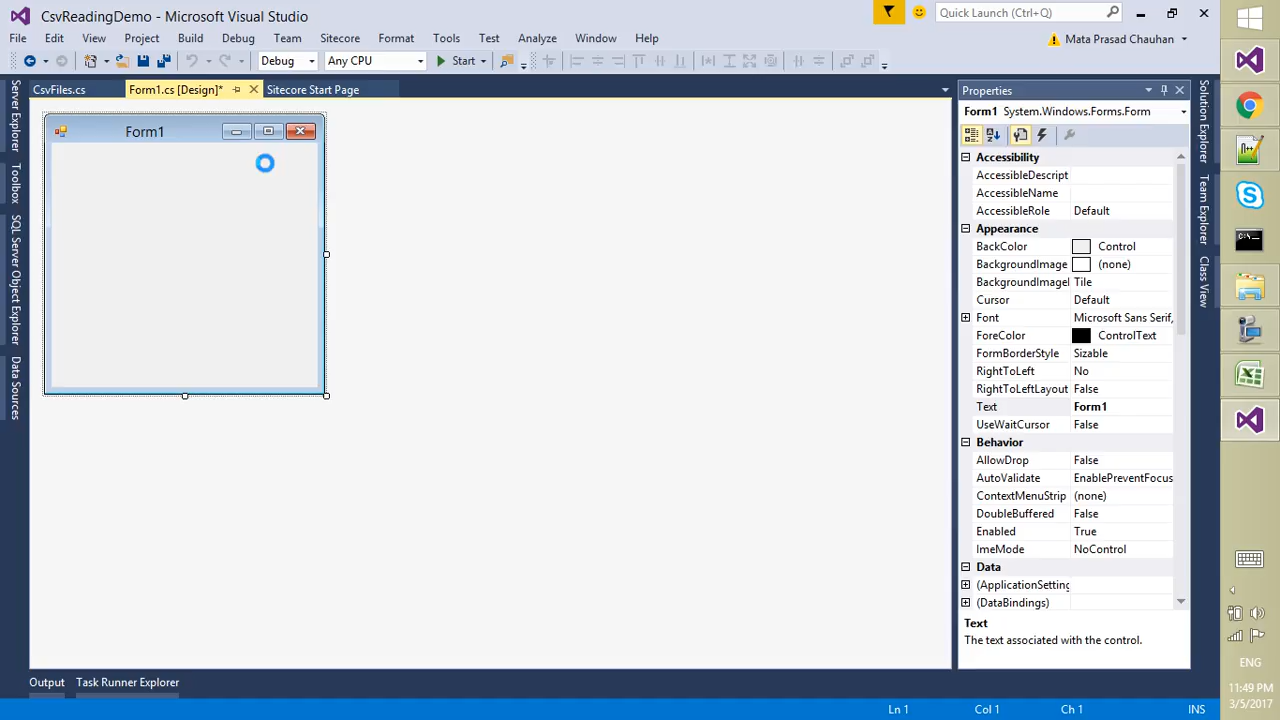 CsvReadingDemo - Microsoft Visual Studio
Quick Launch (Ctrl+Q)
File Edit View Project Build Debug Team Sitecore Format Tools Test Analyze Window Help
Mata Prasad Chauhan
Debug Any CPU Start
CsvFiles.cs Form1.cs [Design]* Sitecore Start Page
Server Explorer
Toolbox
SQL Server Object Explorer
Data Sources
Form1
Properties
Form1 System.Windows.Forms.Form
Accessibility
AccessibleDescript
AccessibleName
AccessibleRole Default
Appearance
BackColor Control
BackgroundImage (none)
BackgroundImageI Tile
Cursor Default
Font Microsoft Sans Serif,
ForeColor ControlText
FormBorderStyle Sizable
RightToLeft No
RightToLeftLayout False
Text Form1
UseWaitCursor False
Behavior
AllowDrop False
AutoValidate EnablePreventFocus
ContextMenuStrip (none)
DoubleBuffered False
Enabled True
ImeMode NoControl
Data
(ApplicationSetting
(DataBindings)
Text
The text associated with the control.
Solution Explorer
Team Explorer
Class View
Output Task Runner Explorer
Ln 1 Col 1 Ch 1 INS
ENG
11:49 PM
3/5/2017